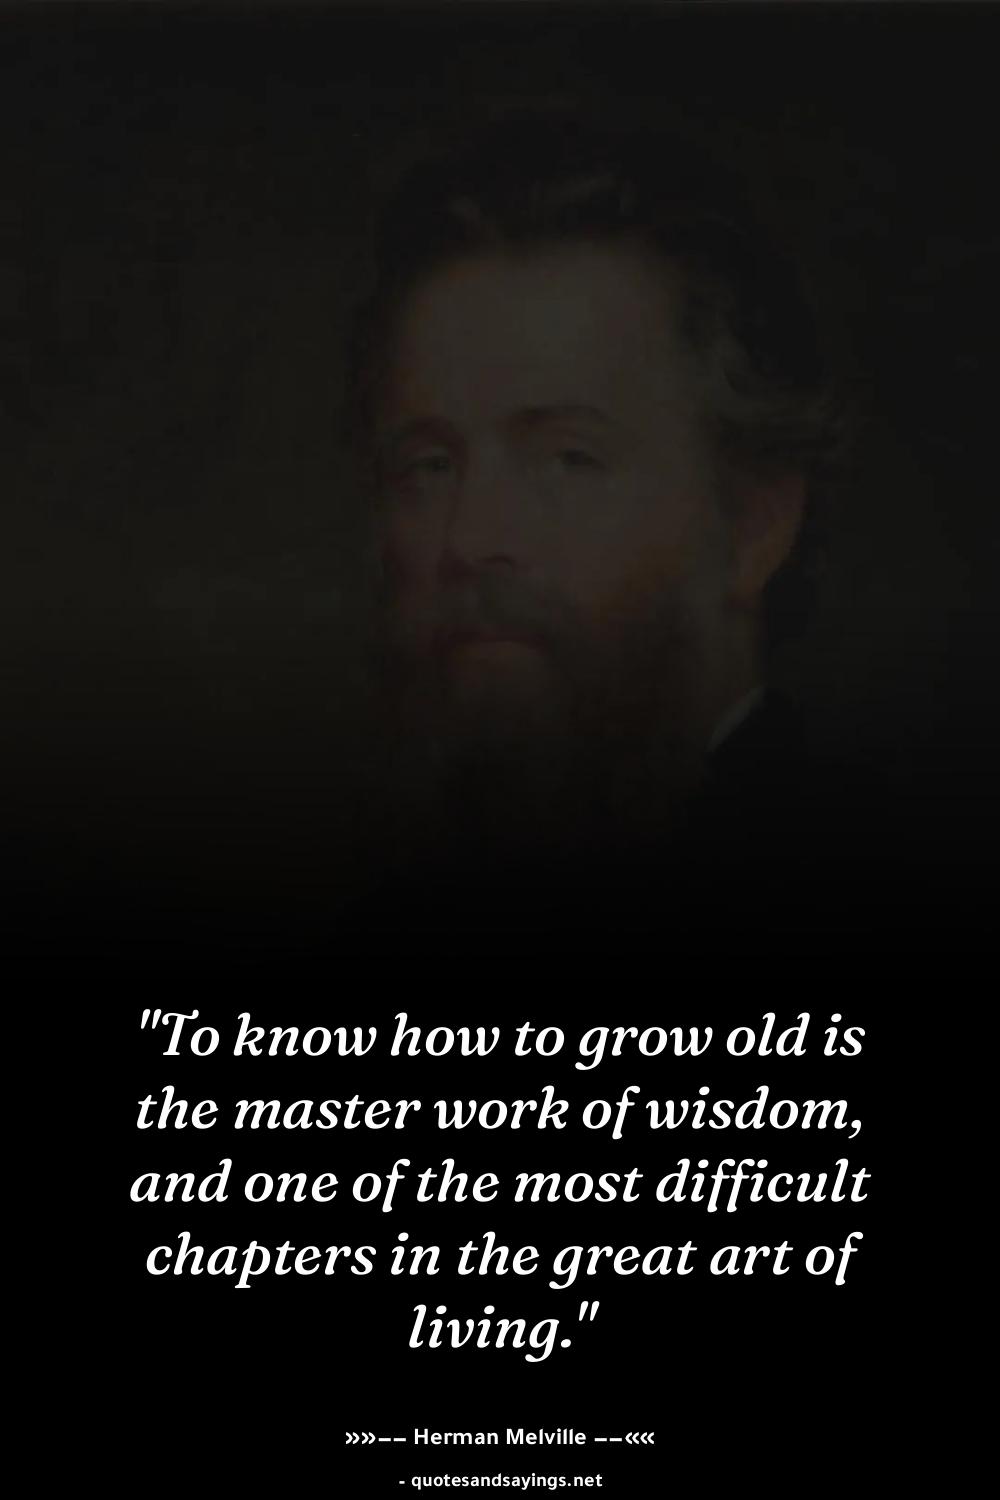 "To know how to grow old is
the master work of wisdom,
and one of the most difficult
chapters in the great art of
living."
»»−− Herman Melville −−««
- quotesandsayings.net